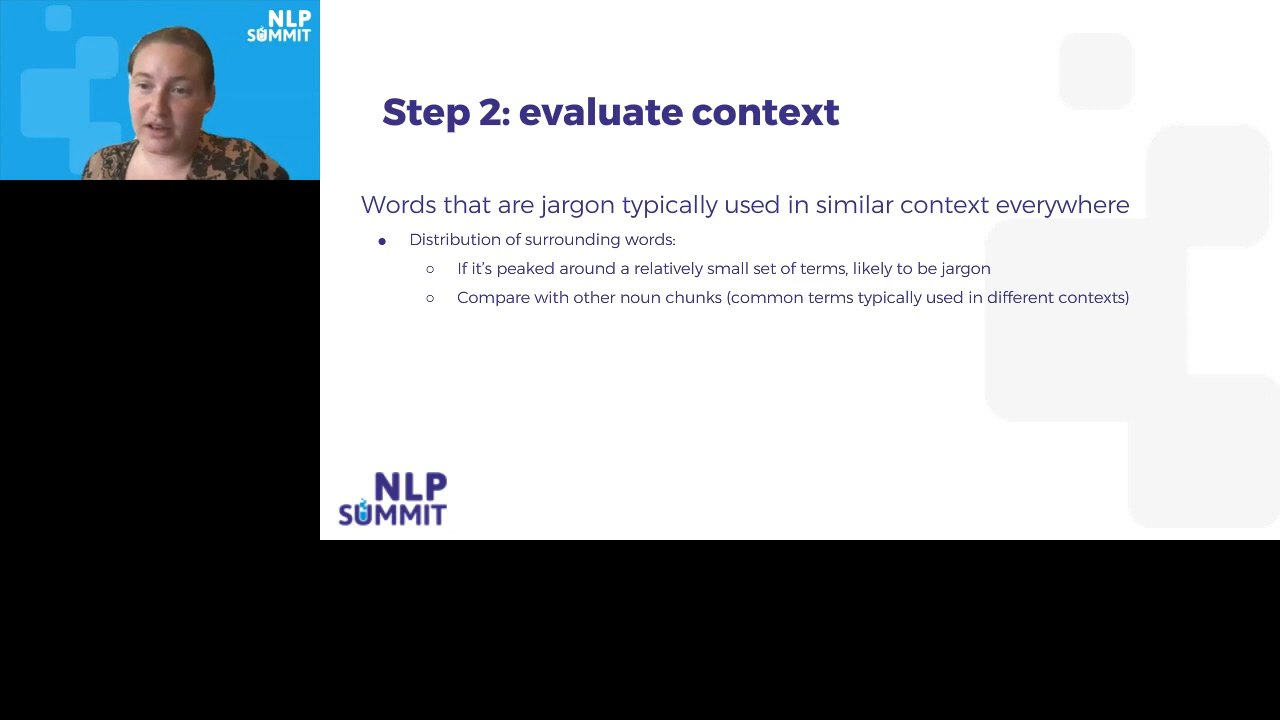 NLP
SUMMIT
Step 2: evaluate context
Words that are jargon typically used in similar context everywhere
● Distribution of surrounding words:
○ If it’s peaked around a relatively small set of terms, likely to be jargon
○ Compare with other noun chunks (common terms typically used in different contexts)
NLP
SUMMIT